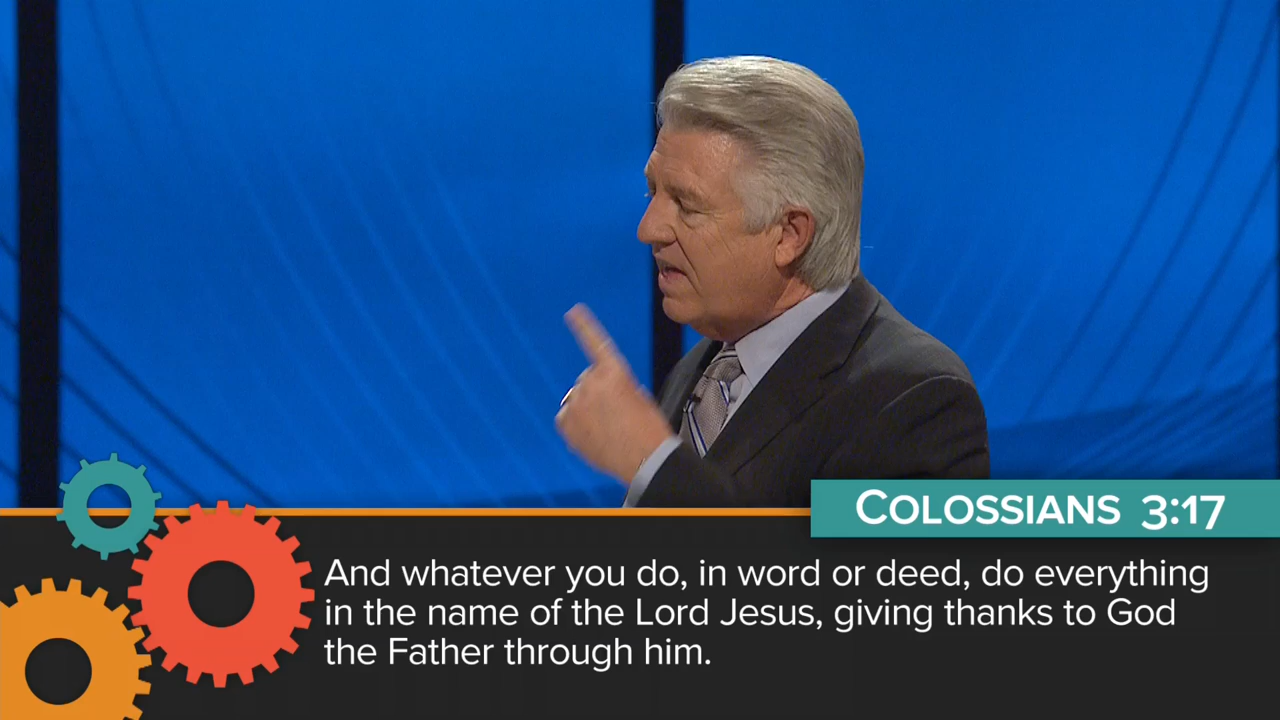 COLOSSIANS 3:17
And whatever you do, in word or deed, do everything
in the name of the Lord Jesus, giving thanks to God
the Father through him.